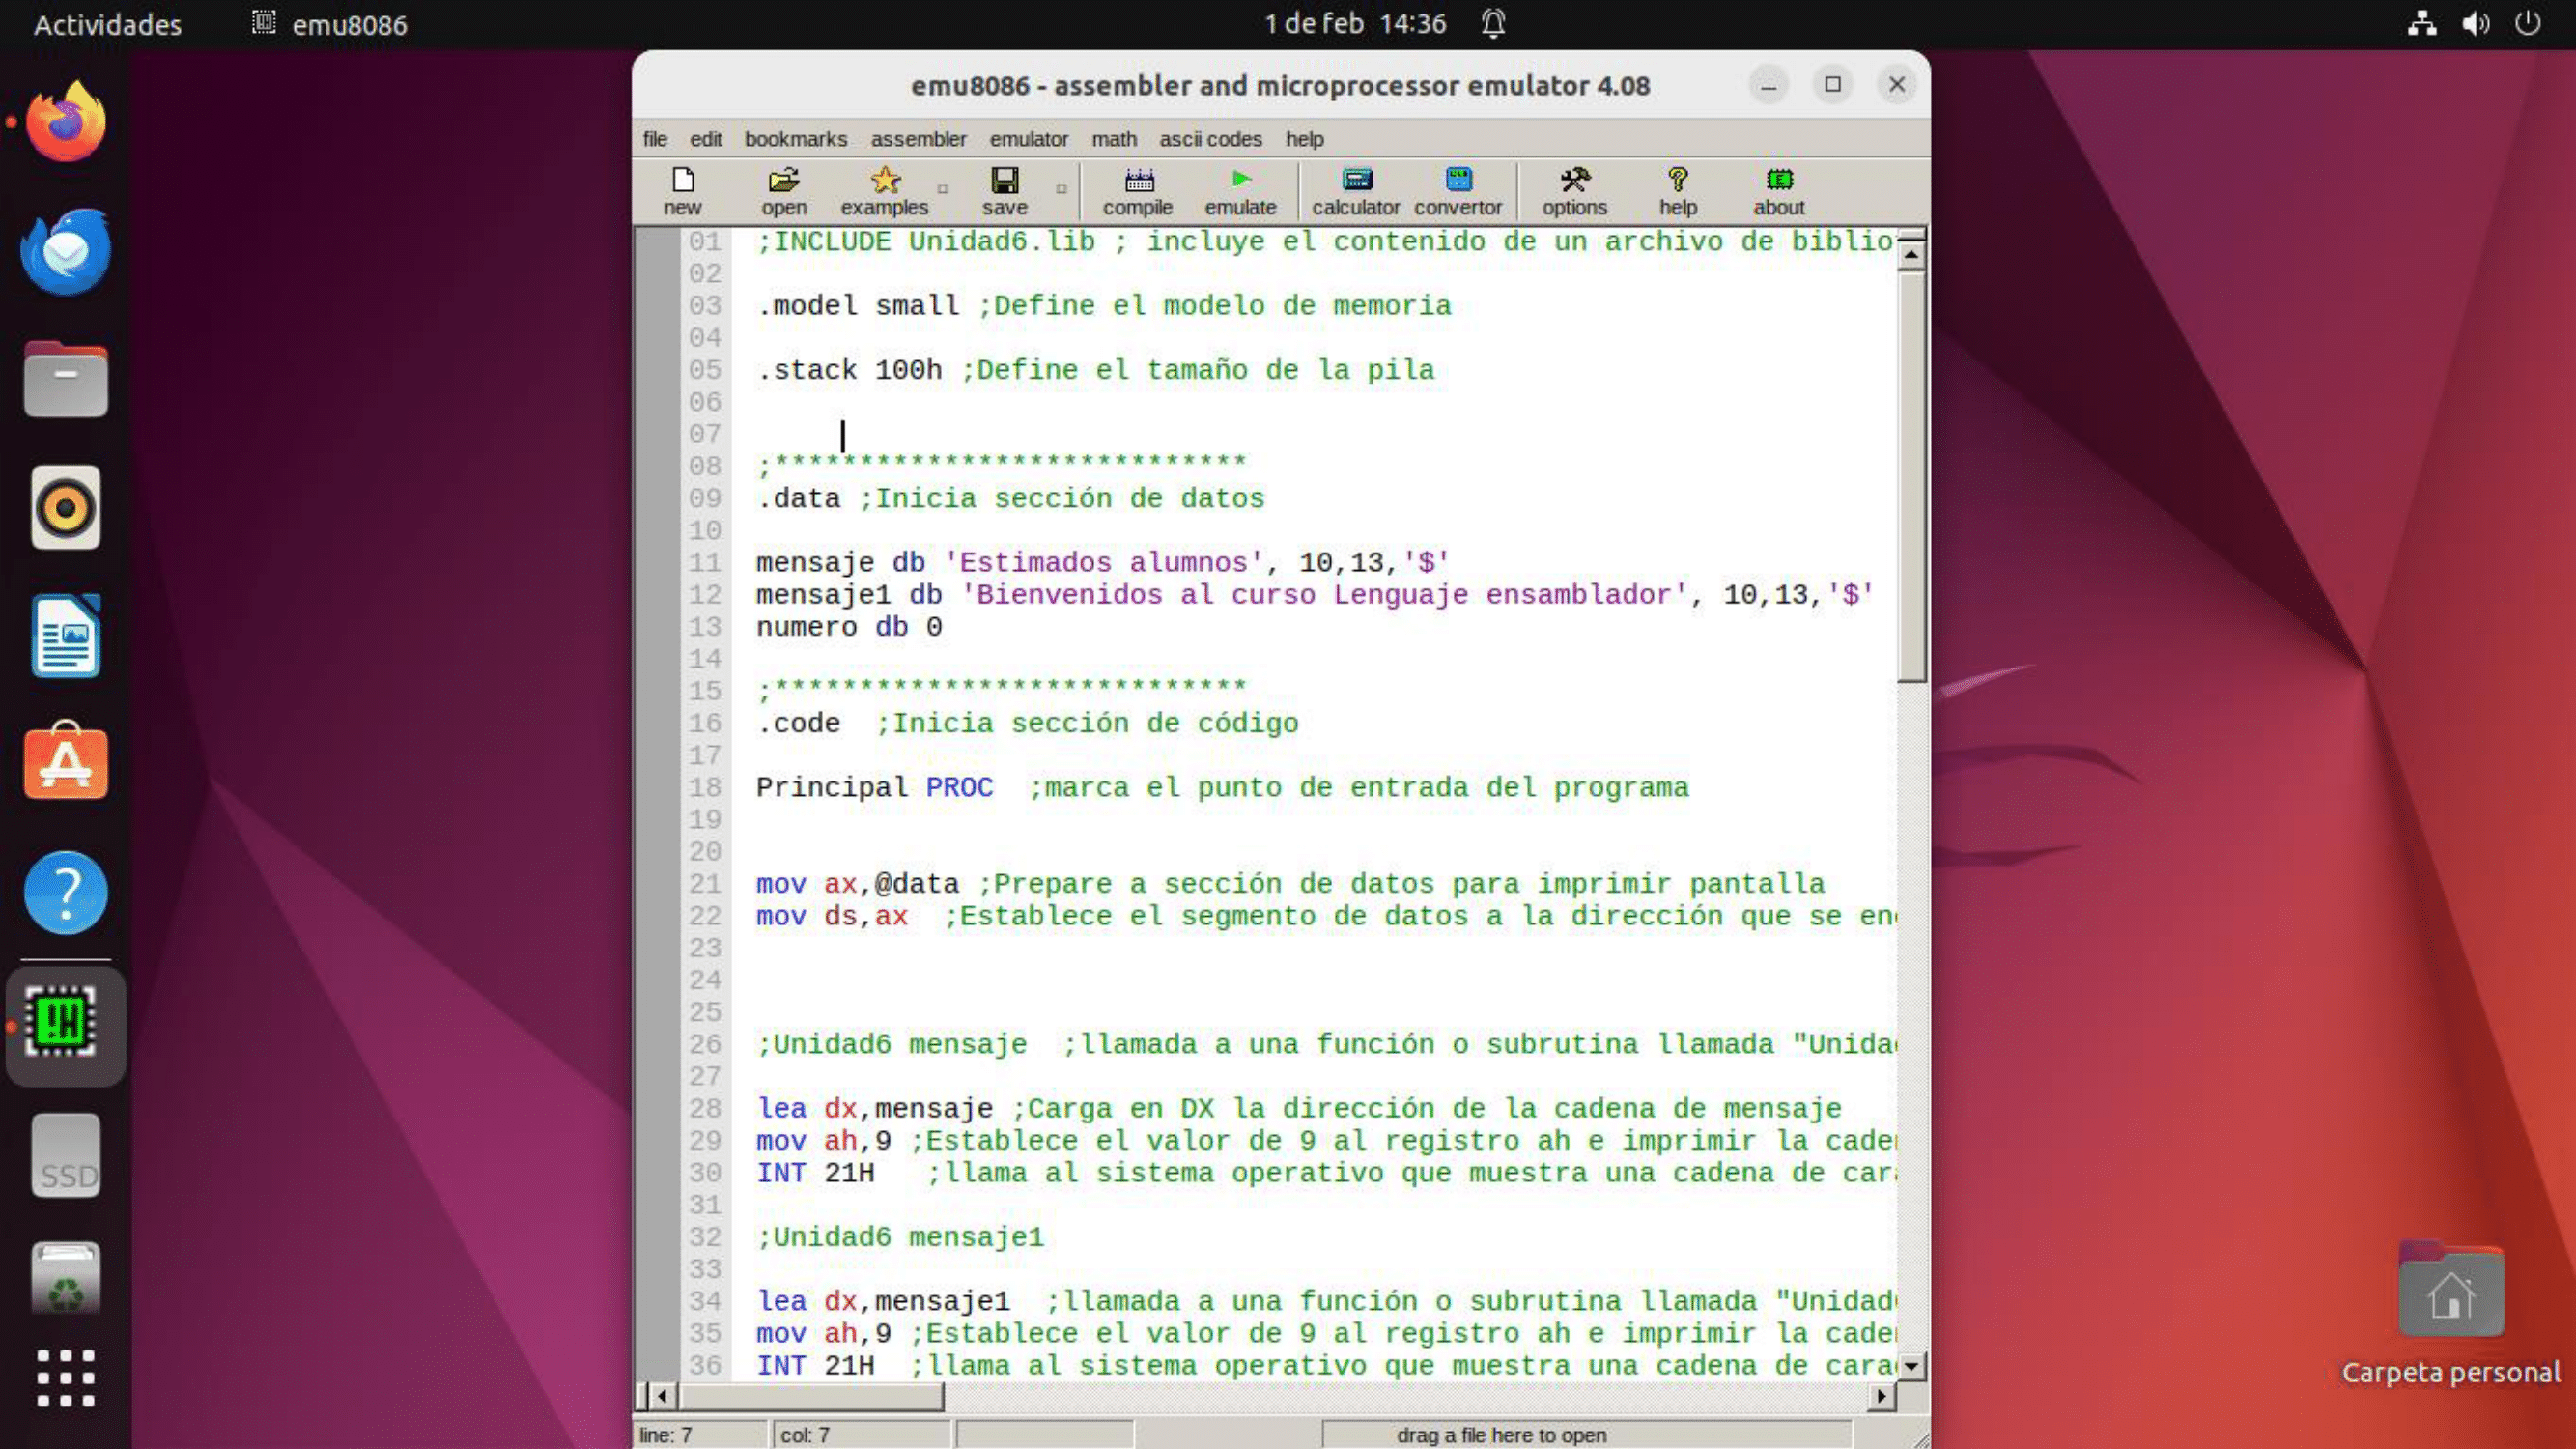 Actividades emu8086 1 de feb 14:36
emu8086 - assembler and microprocessor emulator 4.08
file edit bookmarks assembler emulator math ascii codes help
new open examples save compile emulate calculator convertor options help about
01 ;INCLUDE Unidad6.lib ; incluye el contenido de un archivo de biblio
02
03 .model small ;Define el modelo de memoria
04
05 .stack 100h ;Define el tamaño de la pila
06
07
08 ;****************************
09 .data ;Inicia sección de datos
10
11 mensaje db 'Estimados alumnos', 10,13,'$'
12 mensaje1 db 'Bienvenidos al curso Lenguaje ensamblador', 10,13,'$'
13 numero db 0
14
15 ;****************************
16 .code ;Inicia sección de código
17
18 Principal PROC ;marca el punto de entrada del programa
19
20
21 mov ax,@data ;Prepare a sección de datos para imprimir pantalla
22 mov ds,ax ;Establece el segmento de datos a la dirección que se en
23
24
25
26 ;Unidad6 mensaje ;llamada a una función o subrutina llamada "Unida
27
28 lea dx,mensaje ;Carga en DX la dirección de la cadena de mensaje
29 mov ah,9 ;Establece el valor de 9 al registro ah e imprimir la cade
30 INT 21H ;llama al sistema operativo que muestra una cadena de car
31
32 ;Unidad6 mensaje1
33
34 lea dx,mensaje1 ;llamada a una función o subrutina llamada "Unidad
35 mov ah,9 ;Establece el valor de 9 al registro ah e imprimir la cade
36 INT 21H ;llama al sistema operativo que muestra una cadena de cara
line: 7 col: 7 drag a file here to open
SSD
Carpeta personal